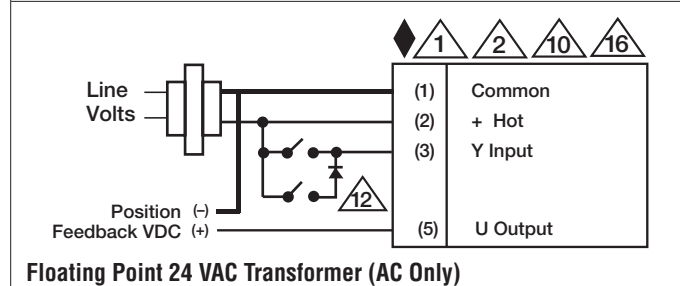 1 2 10 16
Line
Volts
(1) Common
(2) + Hot
(3) Y Input
12
Position (–)
Feedback VDC (+)
(5) U Output
Floating Point 24 VAC Transformer (AC Only)